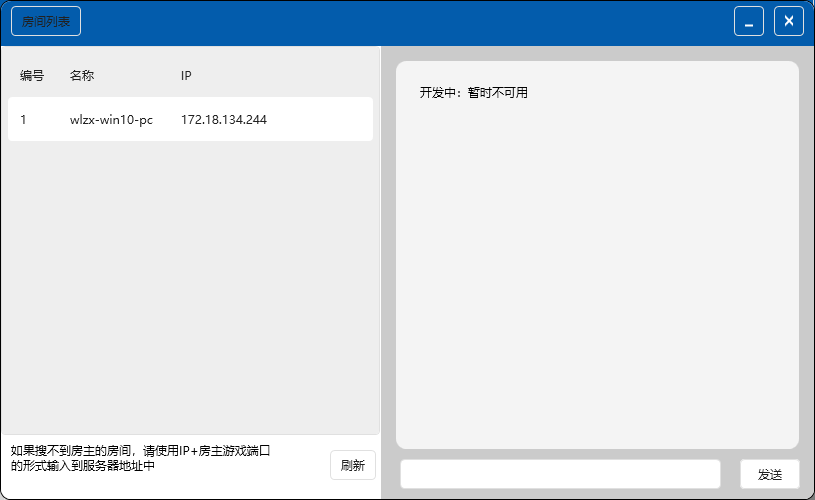 房间列表
编号 名称 IP
1 wlzx-win10-pc 172.18.134.244
如果搜不到房主的房间，请使用IP+房主游戏端口
的形式输入到服务器地址中
刷新
开发中：暂时不可用
发送